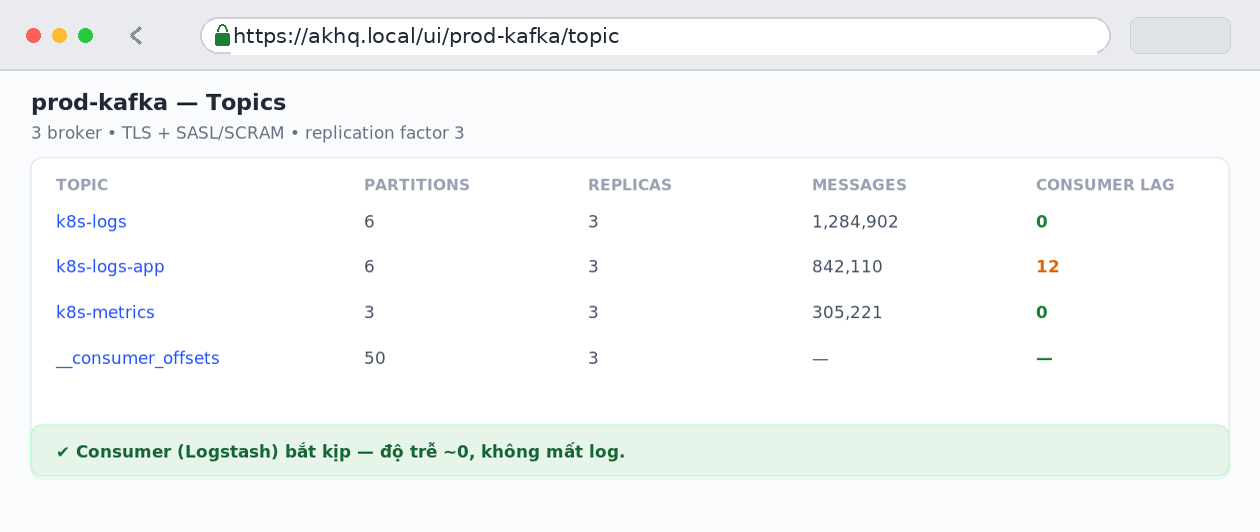 https://akhq.local/ui/prod-kafka/topic
prod-kafka — Topics
3 broker • TLS + SASL/SCRAM • replication factor 3
TOPIC PARTITIONS REPLICAS MESSAGES CONSUMER LAG
k8s-logs 6 3 1,284,902 0
k8s-logs-app 6 3 842,110 12
k8s-metrics 3 3 305,221 0
__consumer_offsets 50 3 — —
✔ Consumer (Logstash) bắt kịp — độ trễ ~0, không mất log.